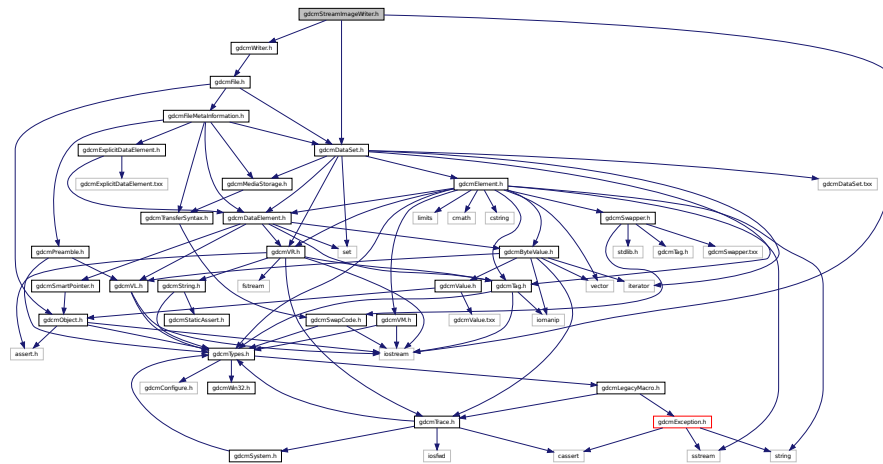 gdcmStreamImageWriter.h
gdcmWriter.h
gdcmFile.h
gdcmFileMetaInformation.h
gdcmExplicitDataElement.h
gdcmDataSet.h
gdcmExplicitDataElement.txx
gdcmMediaStorage.h
gdcmElement.h
gdcmDataSet.txx
gdcmTransferSyntax.h
gdcmDataElement.h
limits
cmath
cstring
gdcmSwapper.h
gdcmPreamble.h
gdcmVR.h
set
gdcmByteValue.h
stdlib.h
gdcmTag.h
gdcmSwapper.txx
gdcmSmartPointer.h
gdcmVL.h
gdcmString.h
fstream
gdcmValue.h
gdcmTag.h
vector
iterator
gdcmObject.h
gdcmStaticAssert.h
gdcmSwapCode.h
gdcmVM.h
gdcmValue.txx
iomanip
assert.h
gdcmTypes.h
iostream
gdcmConfigure.h
gdcmWin32.h
gdcmLegacyMacro.h
gdcmTrace.h
gdcmException.h
gdcmSystem.h
iosfwd
cassert
sstream
string